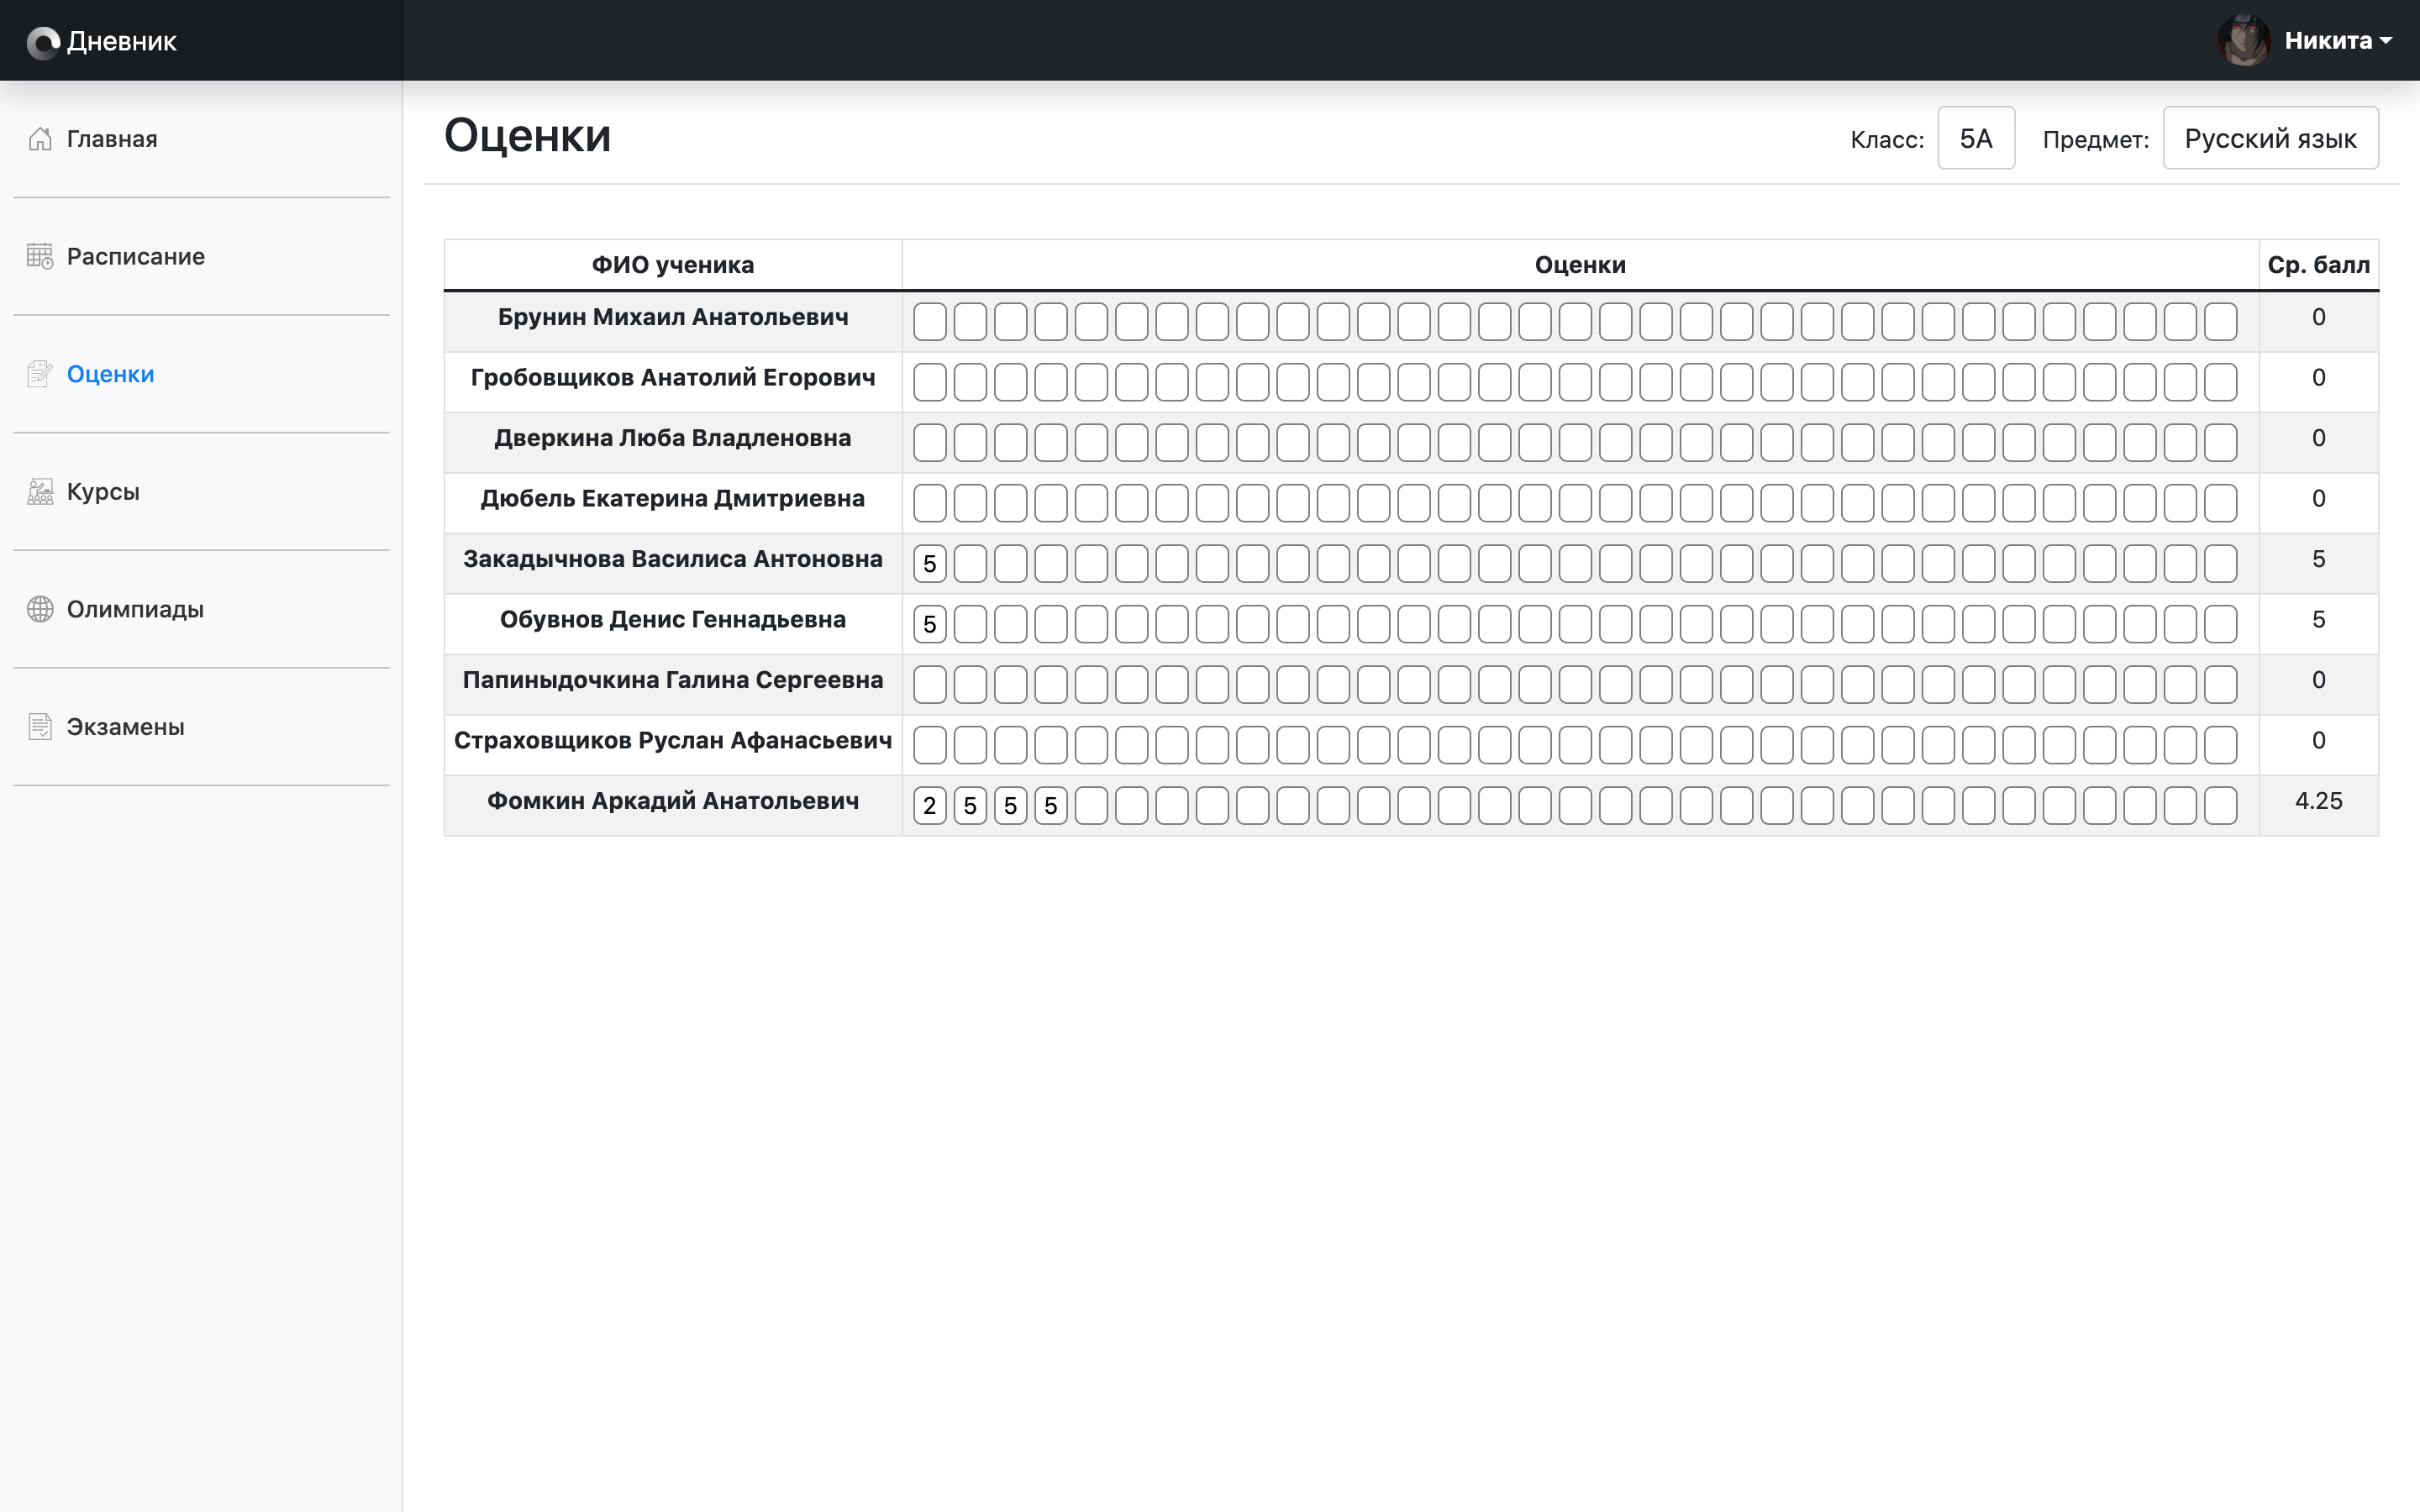 Дневник
Никита
Главная
Расписание
Оценки
Курсы
Олимпиады
Экзамены
Оценки
Класс: 5А Предмет: Русский язык
ФИО ученика Оценки Ср. балл
Брунин Михаил Анатольевич 0
Гробовщиков Анатолий Егорович 0
Дверкина Люба Владленовна 0
Дюбель Екатерина Дмитриевна 0
Закадычнова Василиса Антоновна 5 5
Обувнов Денис Геннадьевна 5 5
Папиныдочкина Галина Сергеевна 0
Страховщиков Руслан Афанасьевич 0
Фомкин Аркадий Анатольевич 2 5 5 5 4.25